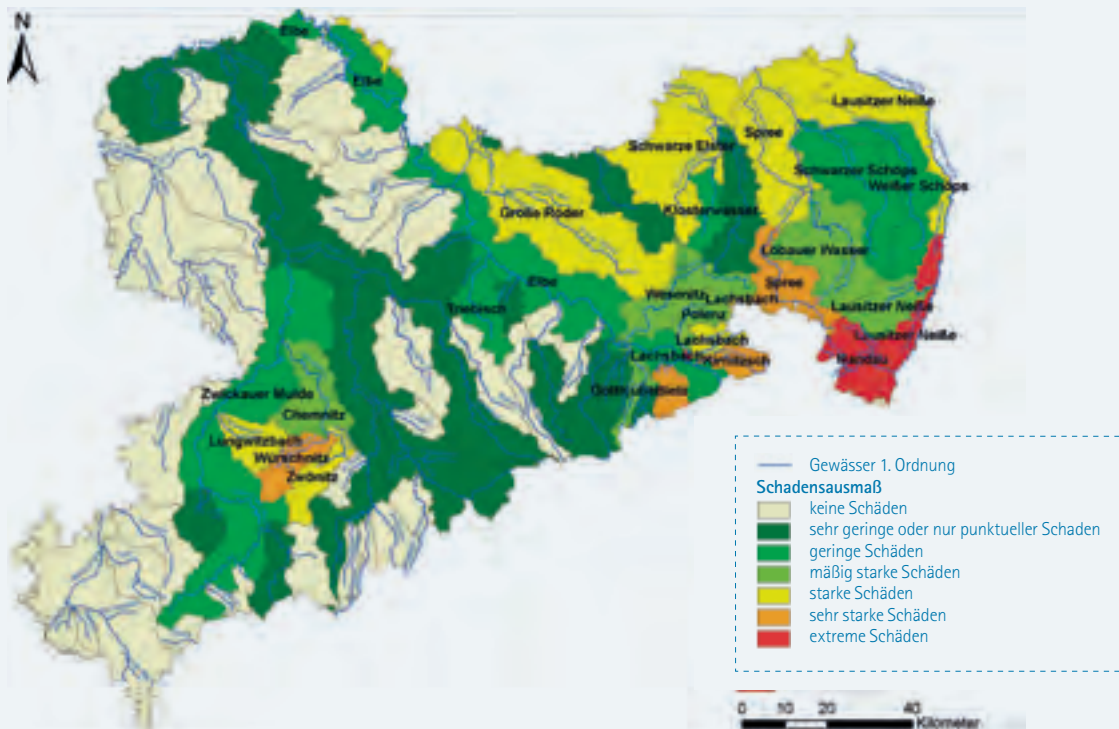 N
Elbe
Elbe
Lausitzer Neiße
Spree
Schwarze Elster
Schwarzer Schöps
Weißer Schöps
Klosterwasser
Große Röder
Löbauer Wasser
Elbe
Spree
Wesenitz
Lachsbach
Triebisch
Polenz
Lausitzer Neiße
Lausitzer Neiße
Lachsbach
Lachsbach
Kirnitzsch
Mandau
Zwickauer Mulde
Chemnitz
Lungwitzbach
Würschnitz
Zwönitz
Gewässer 1. Ordnung
Schadensausmaß
keine Schäden
sehr geringe oder nur punktueller Schaden
geringe Schäden
mäßig starke Schäden
starke Schäden
sehr starke Schäden
extreme Schäden
0 10 20 40
Kilometer